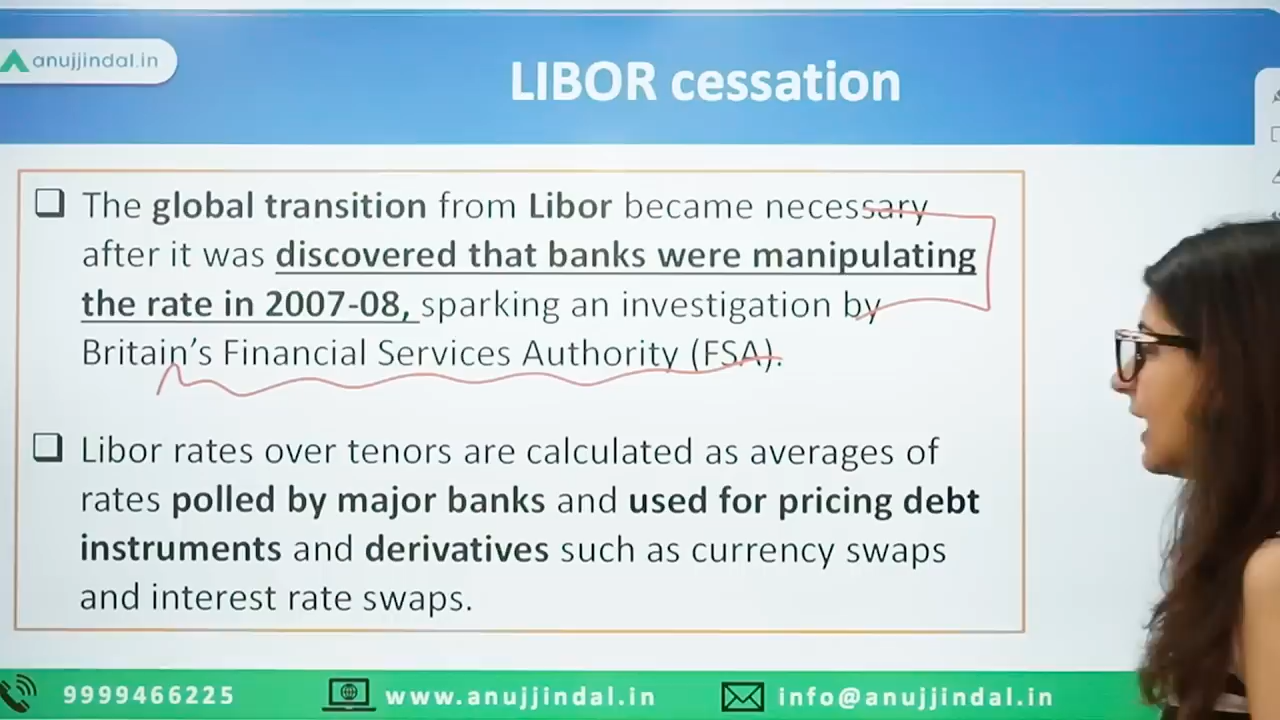 anujjindal.in
LIBOR cessation
The global transition from Libor became necessary
after it was discovered that banks were manipulating
the rate in 2007-08, sparking an investigation by
Britain’s Financial Services Authority (FSA).
Libor rates over tenors are calculated as averages of
rates polled by major banks and used for pricing debt
instruments and derivatives such as currency swaps
and interest rate swaps.
9999466225 www.anujjindal.in info@anujjindal.in